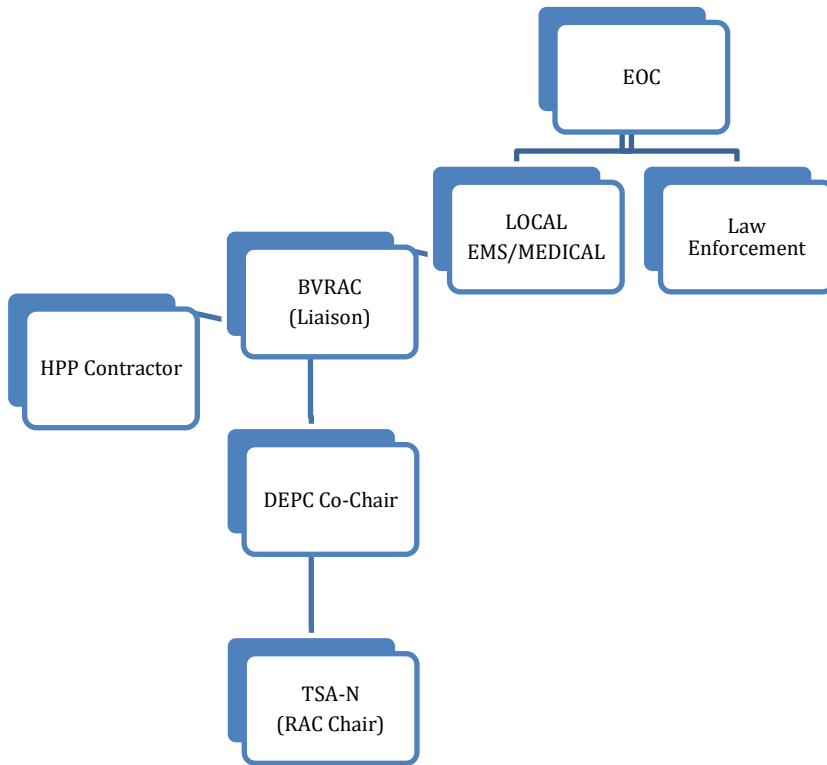 EOC
LOCAL
EMS/MEDICAL
Law
Enforcement
BVRAC
(Liaison)
HPP Contractor
DEPC Co-Chair
TSA-N
(RAC Chair)